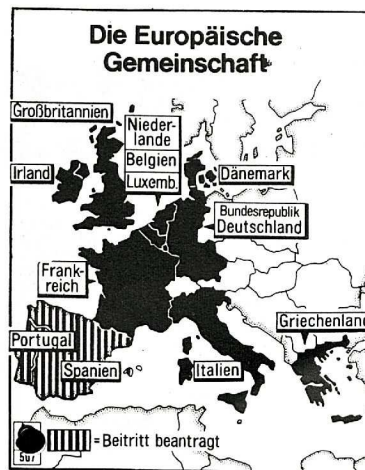 Die Europäische
Gemeinschaft
Großbritannien
Nieder-
lande
Belgien
Luxemb.
Irland
Dänemark
Bundesrepublik
Deutschland
Frank-
reich
Griechenland
Portugal
Spanien
Italien
= Beitritt beantragt
507